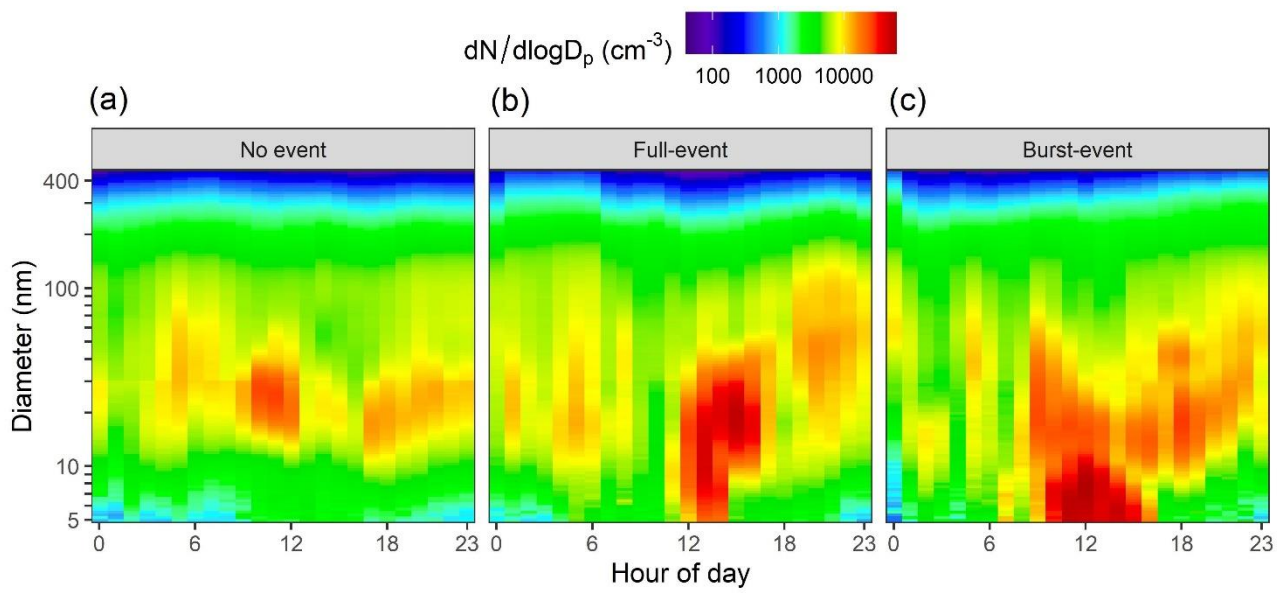 dN/dlogDp (cm-3)
100 1000 10000
(a) (b) (c)
No event Full-event Burst-event
400
100
10
5
Diameter (nm)
0 6 12 18 23 0 6 12 18 23 0 6 12 18 23
Hour of day